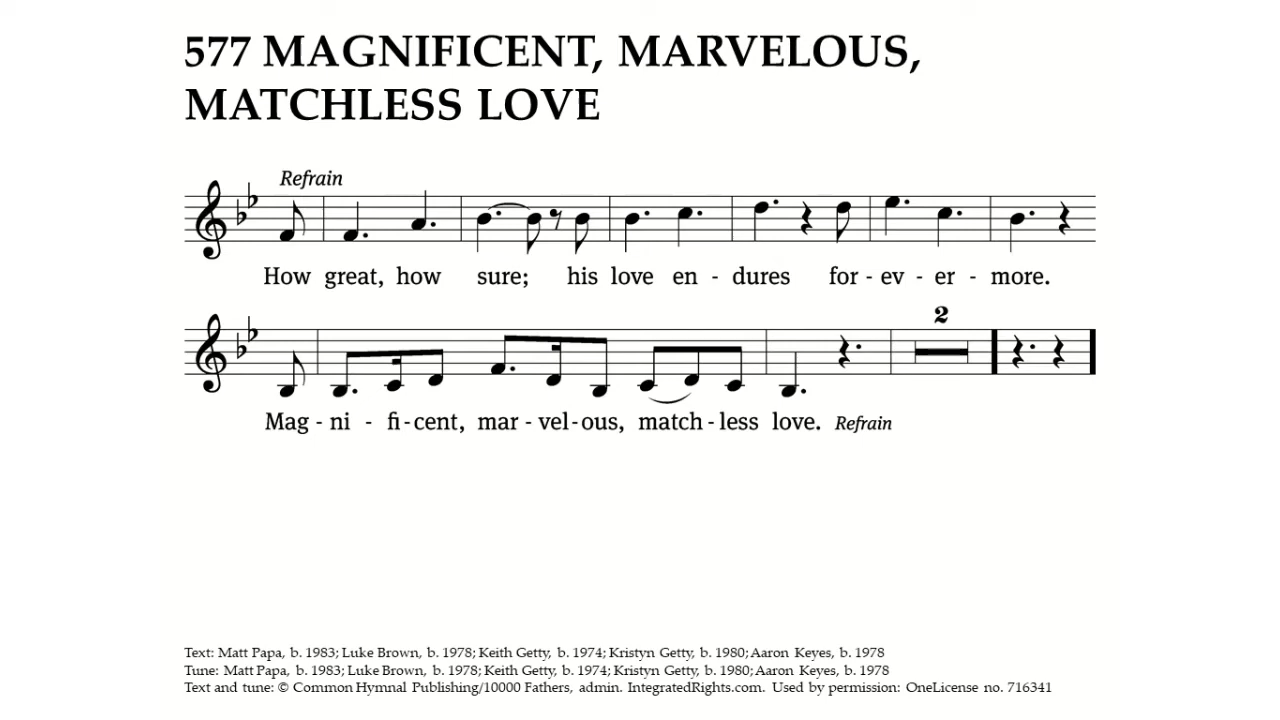 577 MAGNIFICENT, MARVELOUS,
MATCHLESS LOVE
Refrain
How great, how sure; his love en - dures for - ev - er - more.
2
Mag - ni - fi - cent, mar - vel - ous, match - less love. Refrain
Text: Matt Papa, b. 1983; Luke Brown, b. 1978; Keith Getty, b. 1974; Kristyn Getty, b. 1980; Aaron Keyes, b. 1978
Tune: Matt Papa, b. 1983; Luke Brown, b. 1978; Keith Getty, b. 1974; Kristyn Getty, b. 1980; Aaron Keyes, b. 1978
Text and tune: © Common Hymnal Publishing/10000 Fathers, admin. IntegratedRights.com. Used by permission: OneLicense no. 716341